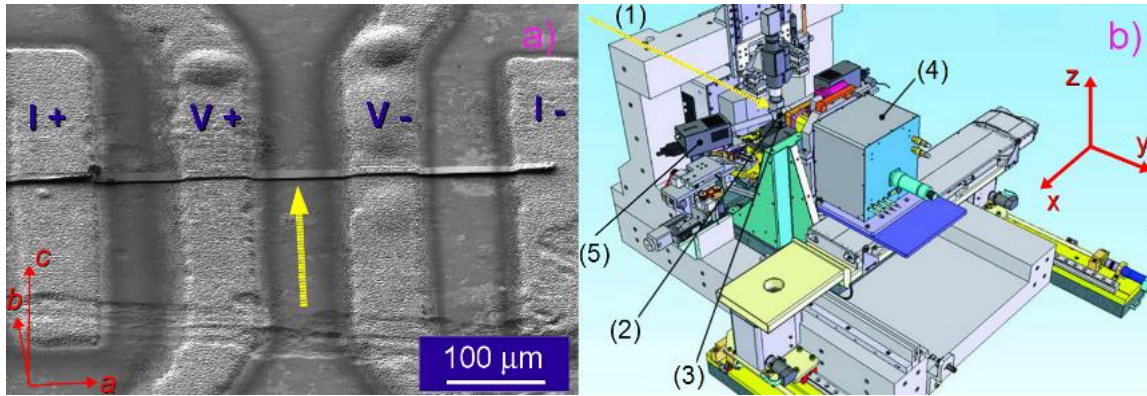 a)
I + V + V - I -
c
b
a
100 µm
(1)
b)
(4)
z
y
x
(5)
(2)
(3)